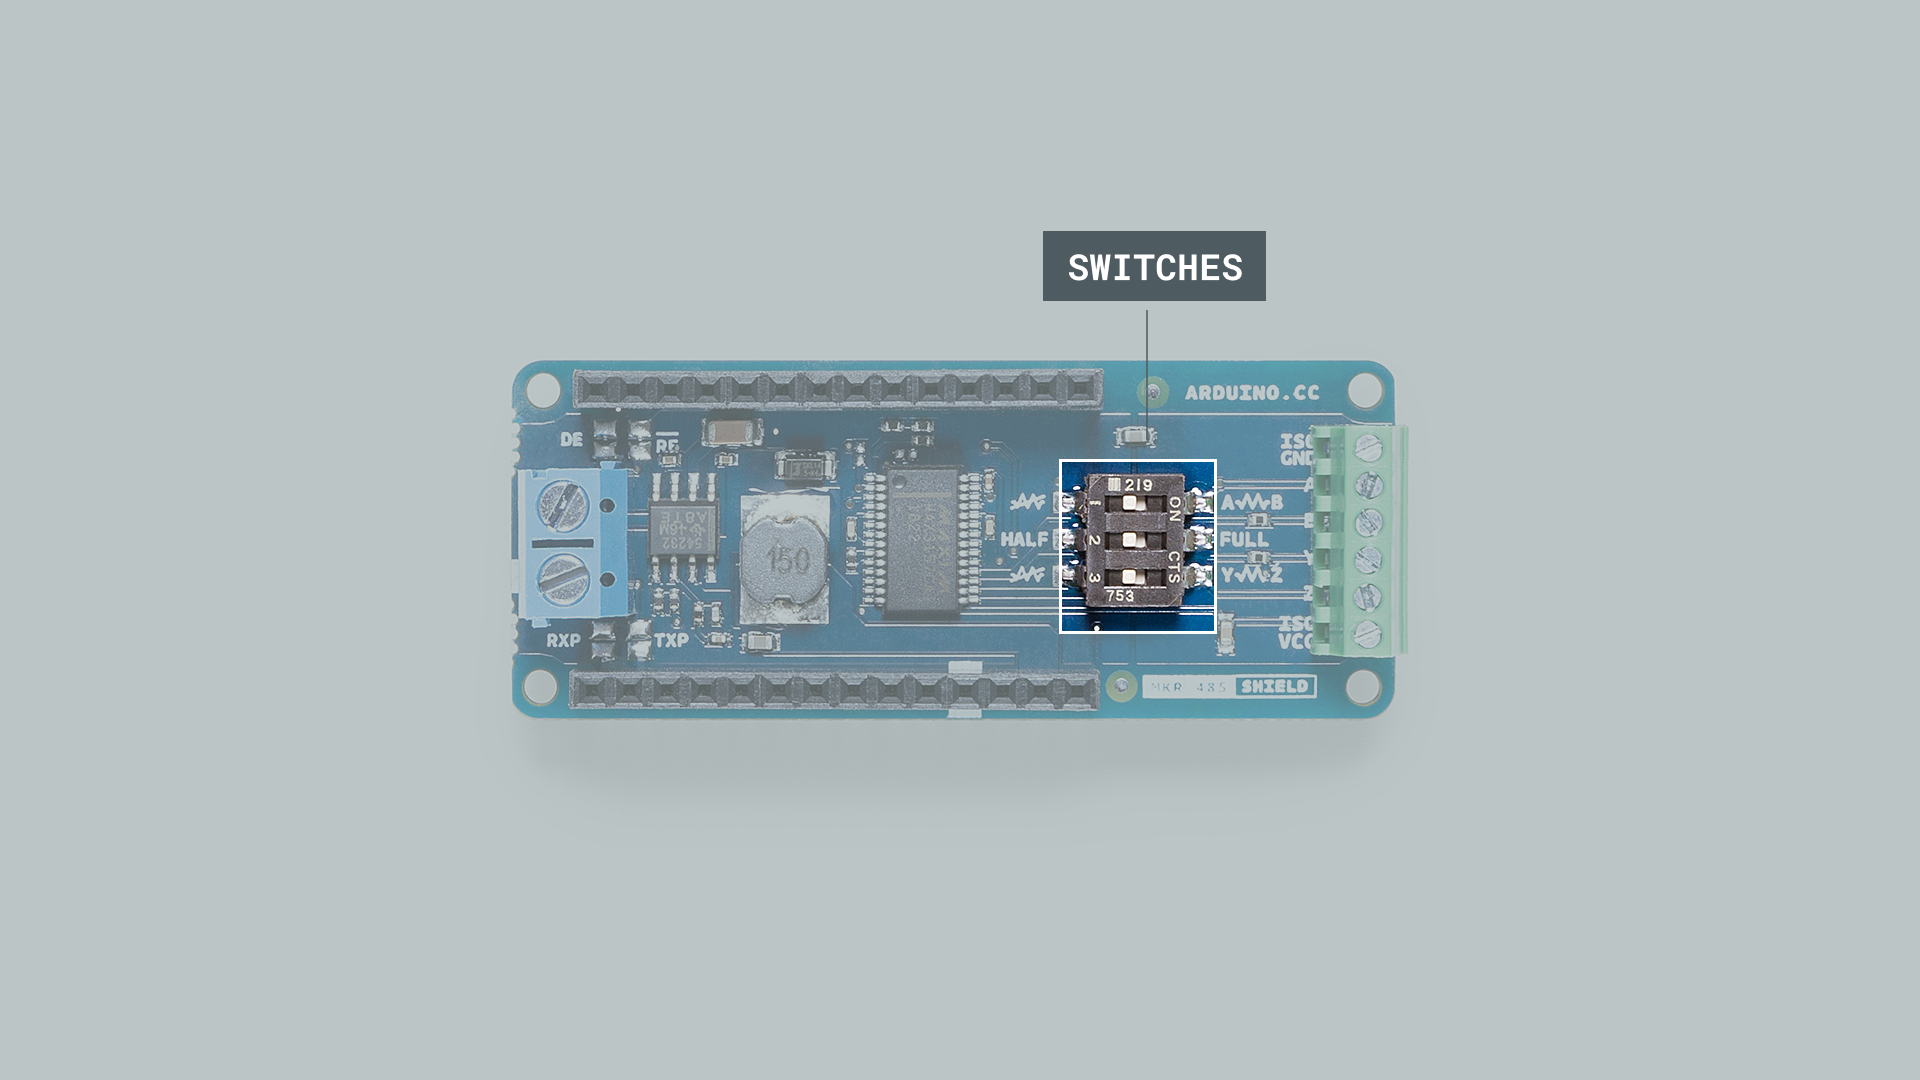 SWITCHES
ARDUINO.CC
DE
RE
ISO
GND
219
ON
1
A B
HALF
2
FULL
150
CTS
3
Y Z
753
RXP
TXP
ISO
VCC
MKR 485 SHIELD